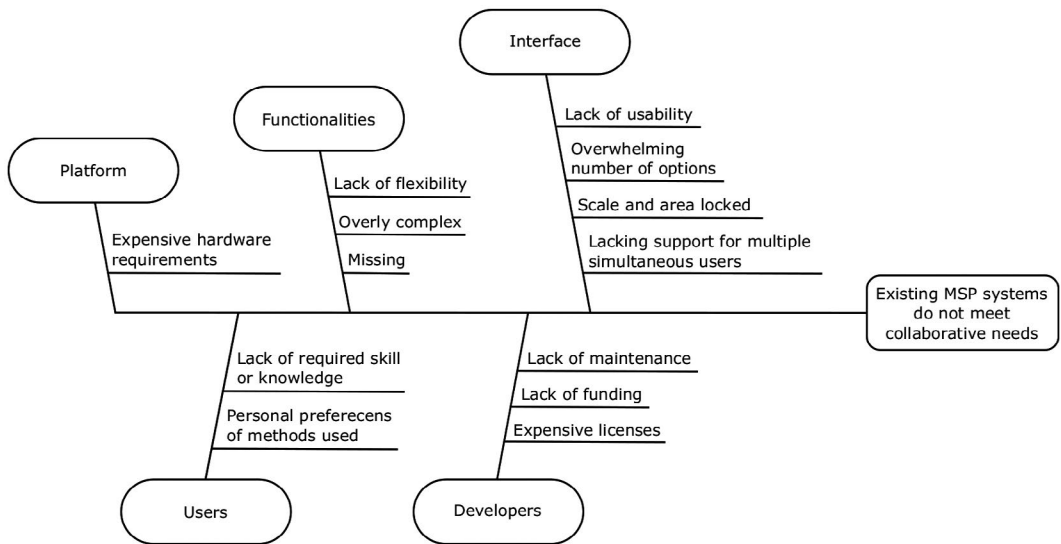 Interface
Lack of usability
Overwhelming
number of options
Scale and area locked
Lacking support for multiple
simultaneous users
Functionalities
Lack of flexibility
Overly complex
Missing
Platform
Expensive hardware
requirements
Existing MSP systems
do not meet
collaborative needs
Lack of required skill
or knowledge
Personal preferecens
of methods used
Users
Lack of maintenance
Lack of funding
Expensive licenses
Developers